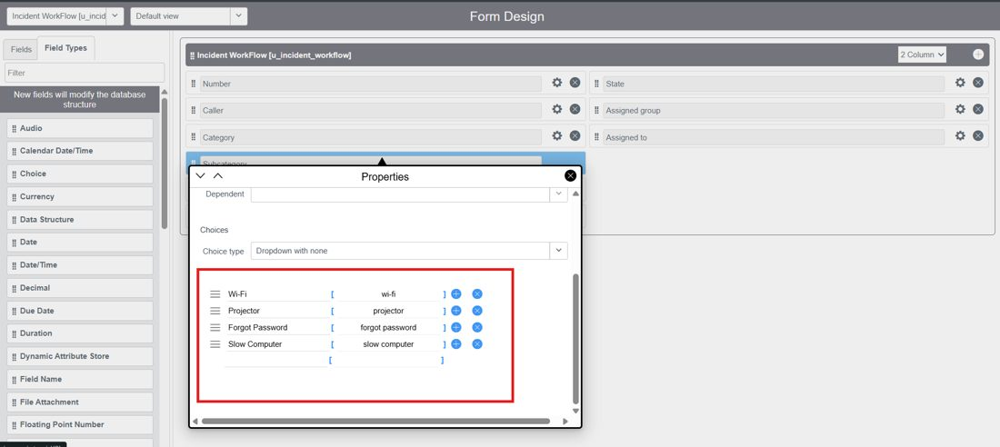 Form Design
Incident WorkFlow [u_incid
Default view
Fields
Field Types
Filter
New fields will modify the database
structure
Audio
Calendar Date/Time
Choice
Currency
Data Structure
Date
Date/Time
Decimal
Due Date
Duration
Dynamic Attribute Store
Field Name
File Attachment
Floating Point Number
Incident WorkFlow [u_incident_workflow]
2 Column
Number
State
Caller
Assigned group
Category
Assigned to
Subcategory
Properties
Dependent
Choices
Choice type
Dropdown with none
Wi-Fi [ wi-fi ]
Projector [ projector ]
Forgot Password [ forgot password ]
Slow Computer [ slow computer ]
[ ]